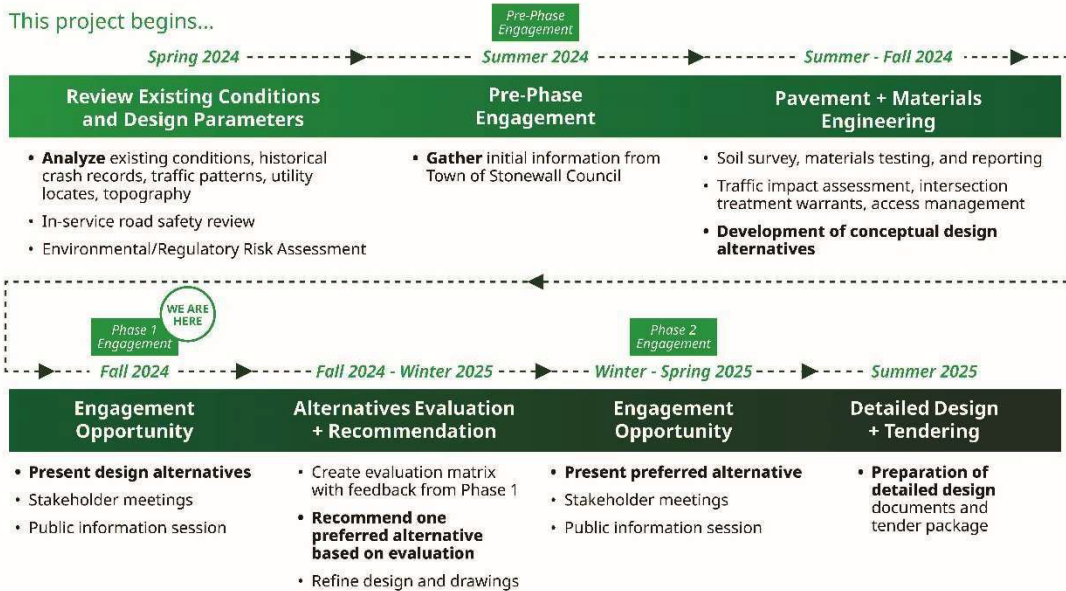 This project begins...
Pre-Phase
Engagement
Spring 2024
Summer 2024
Summer - Fall 2024
Review Existing Conditions
and Design Parameters
Pre-Phase
Engagement
Pavement + Materials
Engineering
• Analyze existing conditions, historical
crash records, traffic patterns, utility
locates, topography
• In-service road safety review
• Environmental/Regulatory Risk Assessment
• Gather initial information from
Town of Stonewall Council
• Soil survey, materials testing, and reporting
• Traffic impact assessment, intersection
treatment warrants, access management
• Development of conceptual design
alternatives
WE ARE
HERE
Phase 1
Engagement
Phase 2
Engagement
Fall 2024
Fall 2024 - Winter 2025
Winter - Spring 2025
Summer 2025
Engagement
Opportunity
Alternatives Evaluation
+ Recommendation
Engagement
Opportunity
Detailed Design
+ Tendering
• Present design alternatives
• Stakeholder meetings
• Public information session
• Create evaluation matrix
with feedback from Phase 1
• Recommend one
preferred alternative
based on evaluation
• Refine design and drawings
• Present preferred alternative
• Stakeholder meetings
• Public information session
• Preparation of
detailed design
documents and
tender package